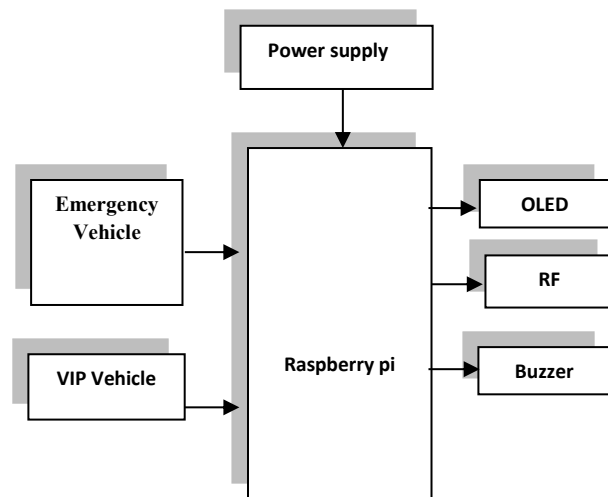 Power supply
Emergency
Vehicle
OLED
RF
VIP Vehicle
Raspberry pi
Buzzer